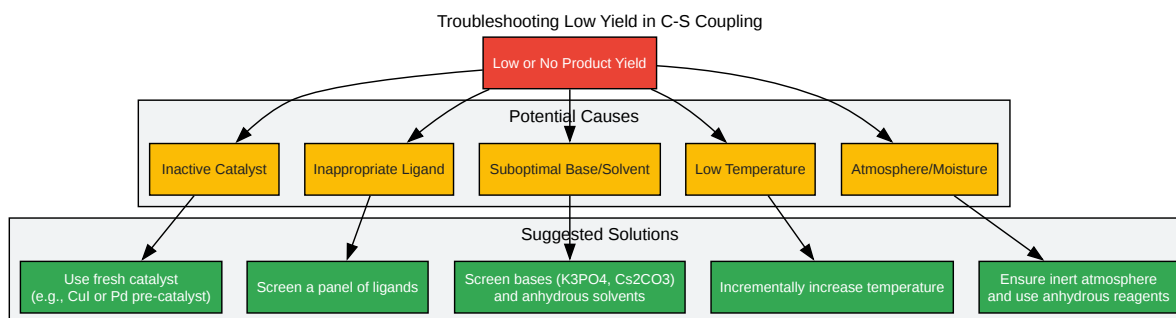 Troubleshooting Low Yield in C-S Coupling
Low or No Product Yield
Potential Causes
Inactive Catalyst
Inappropriate Ligand
Suboptimal Base/Solvent
Low Temperature
Atmosphere/Moisture
Suggested Solutions
Use fresh catalyst
(e.g., CuI or Pd pre-catalyst)
Screen a panel of ligands
Screen bases (K3PO4, Cs2CO3)
and anhydrous solvents
Incrementally increase temperature
Ensure inert atmosphere
and use anhydrous reagents